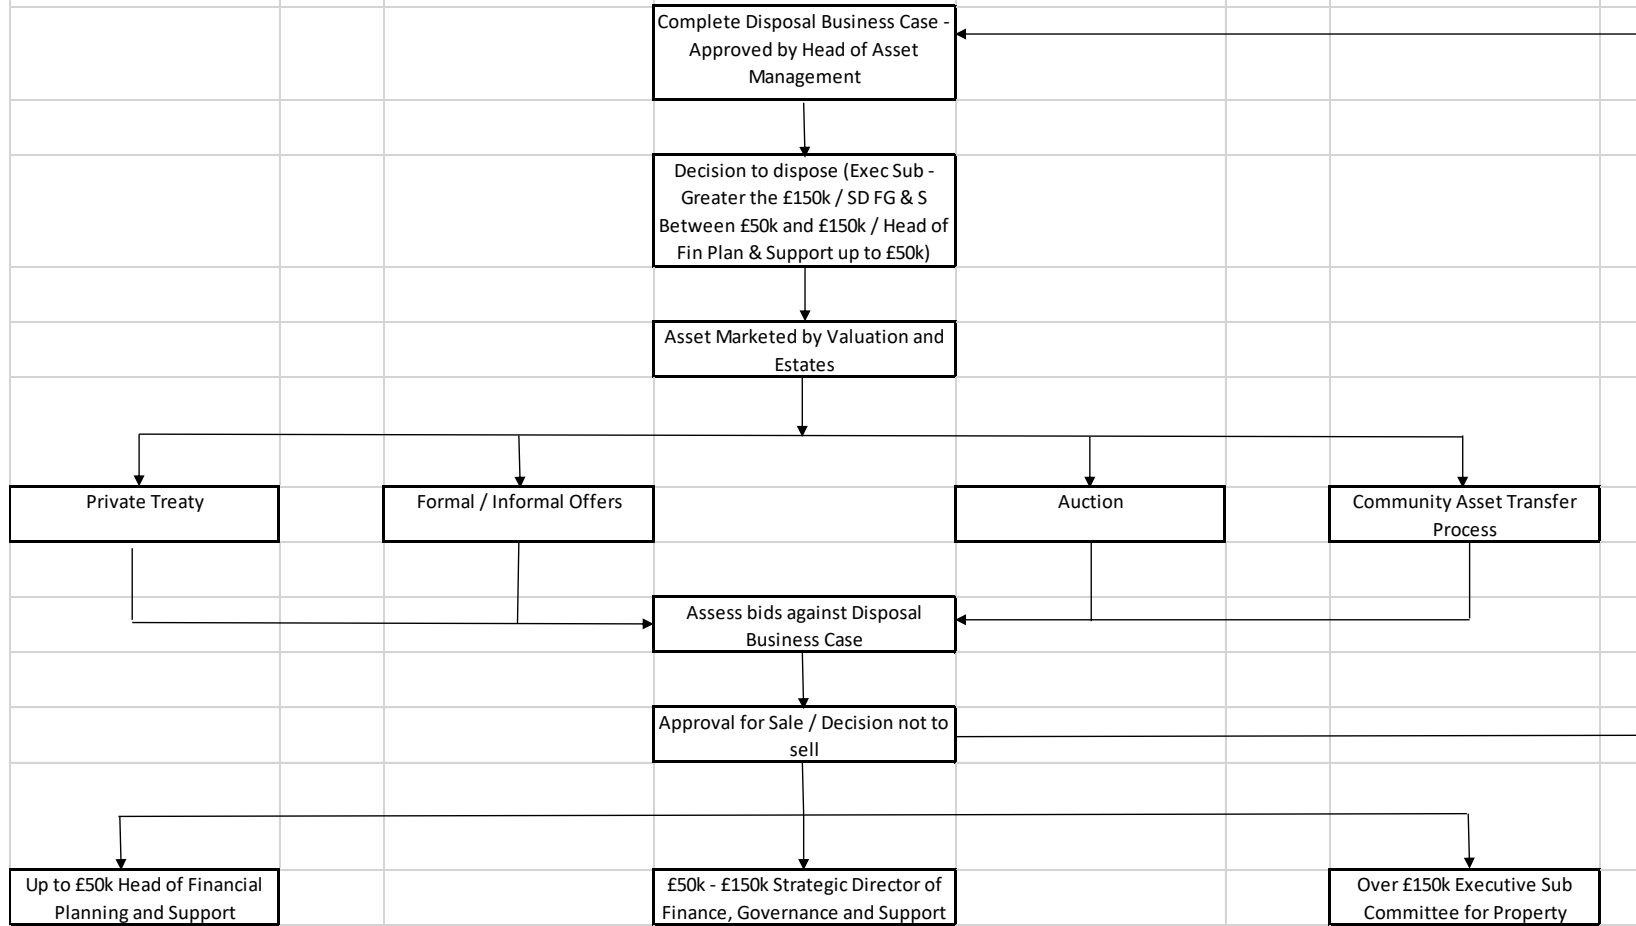 Complete Disposal Business Case -
Approved by Head of Asset
Management
Decision to dispose (Exec Sub -
Greater the £150k / SD FG & S
Between £50k and £150k / Head of
Fin Plan & Support up to £50k)
Asset Marketed by Valuation and
Estates
Private Treaty
Formal / Informal Offers
Auction
Community Asset Transfer
Process
Assess bids against Disposal
Business Case
Approval for Sale / Decision not to
sell
Up to £50k Head of Financial
Planning and Support
£50k - £150k Strategic Director of
Finance, Governance and Support
Over £150k Executive Sub
Committee for Property